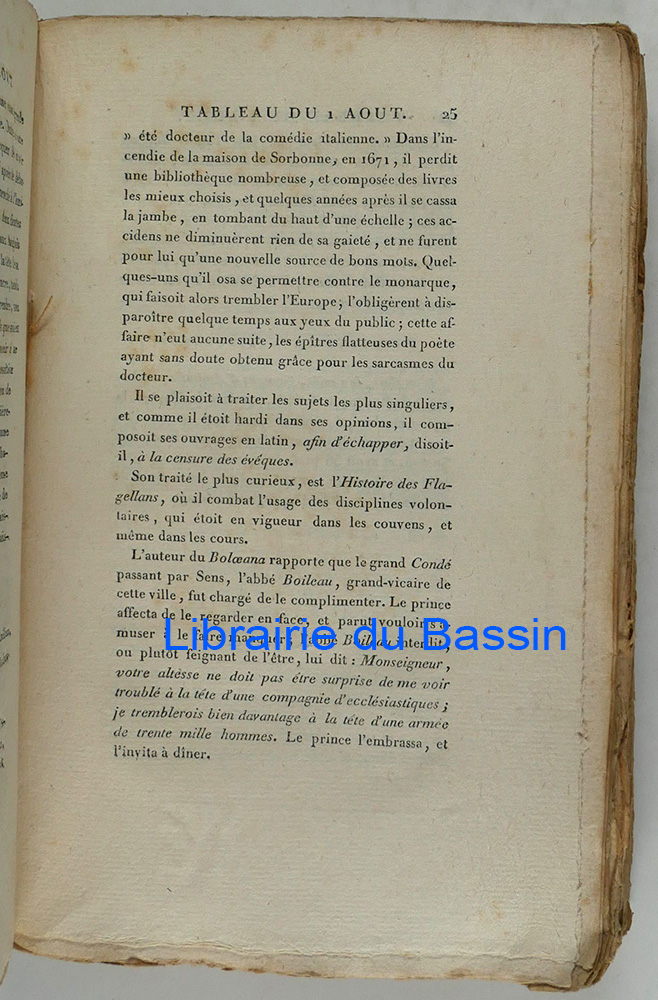 TABLEAU DU 1 AOUT. 25
» été docteur de la comédie italienne. » Dans l'in-
cendie de la maison de Sorbonne, en 1671, il perdit
une bibliothèque nombreuse, et composée des livres
les mieux choisis, et quelques années après il se cassa
la jambe, en tombant du haut d'une échelle; ces ac-
cidens ne diminuèrent rien de sa gaieté, et ne furent
pour lui qu'une nouvelle source de bons mots. Quel-
ques-uns qu'il osa se permettre contre le monarque,
qui faisoit alors trembler l'Europe, l'obligèrent à dis-
paroître quelque temps aux yeux du public; cette af-
faire n'eut aucune suite, les épîtres flatteuses du poète
ayant sans doute obtenu grâce pour les sarcasmes du
docteur.
Il se plaisoit à traiter les sujets les plus singuliers,
et comme il étoit hardi dans ses opinions, il com-
posoit ses ouvrages en latin, afin d'échapper, disoit-
il, à la censure des évêques.
Son traité le plus curieux, est l'Histoire des Fla-
gellans, où il combat l'usage des disciplines volon-
taires, qui étoit en vigueur dans les couvens, et
même dans les cours.
L'auteur du Bolœana rapporte que le grand Condé
passant par Sens, l'abbé Boileau, grand-vicaire de
cette ville, fut chargé de le complimenter. Le prince
affecta de le regarder en face, et parut vouloir s'a-
muser à le faire manquer. L'abbé Boileau interdit,
Librairie du Bassin
ou plutôt feignant de l'être, lui dit: Monseigneur,
votre altesse ne doit pas être surprise de me voir
troublé à la tête d'une compagnie d'ecclésiastiques;
je tremblerois bien davantage à la tête d'une armée
de trente mille hommes. Le prince l'embrassa, et
l'invita à dîner.